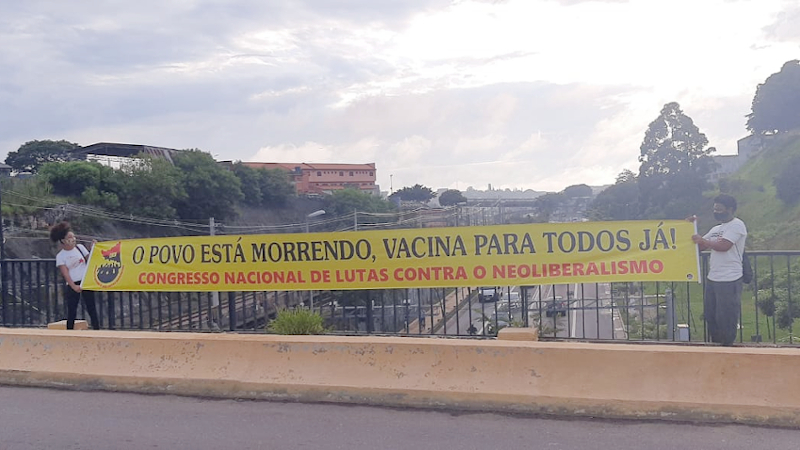 O POVO ESTÁ MORRENDO, VACINA PARA TODOS JÁ!
CONGRESSO NACIONAL DE LUTAS CONTRA O NEOLIBERALISMO